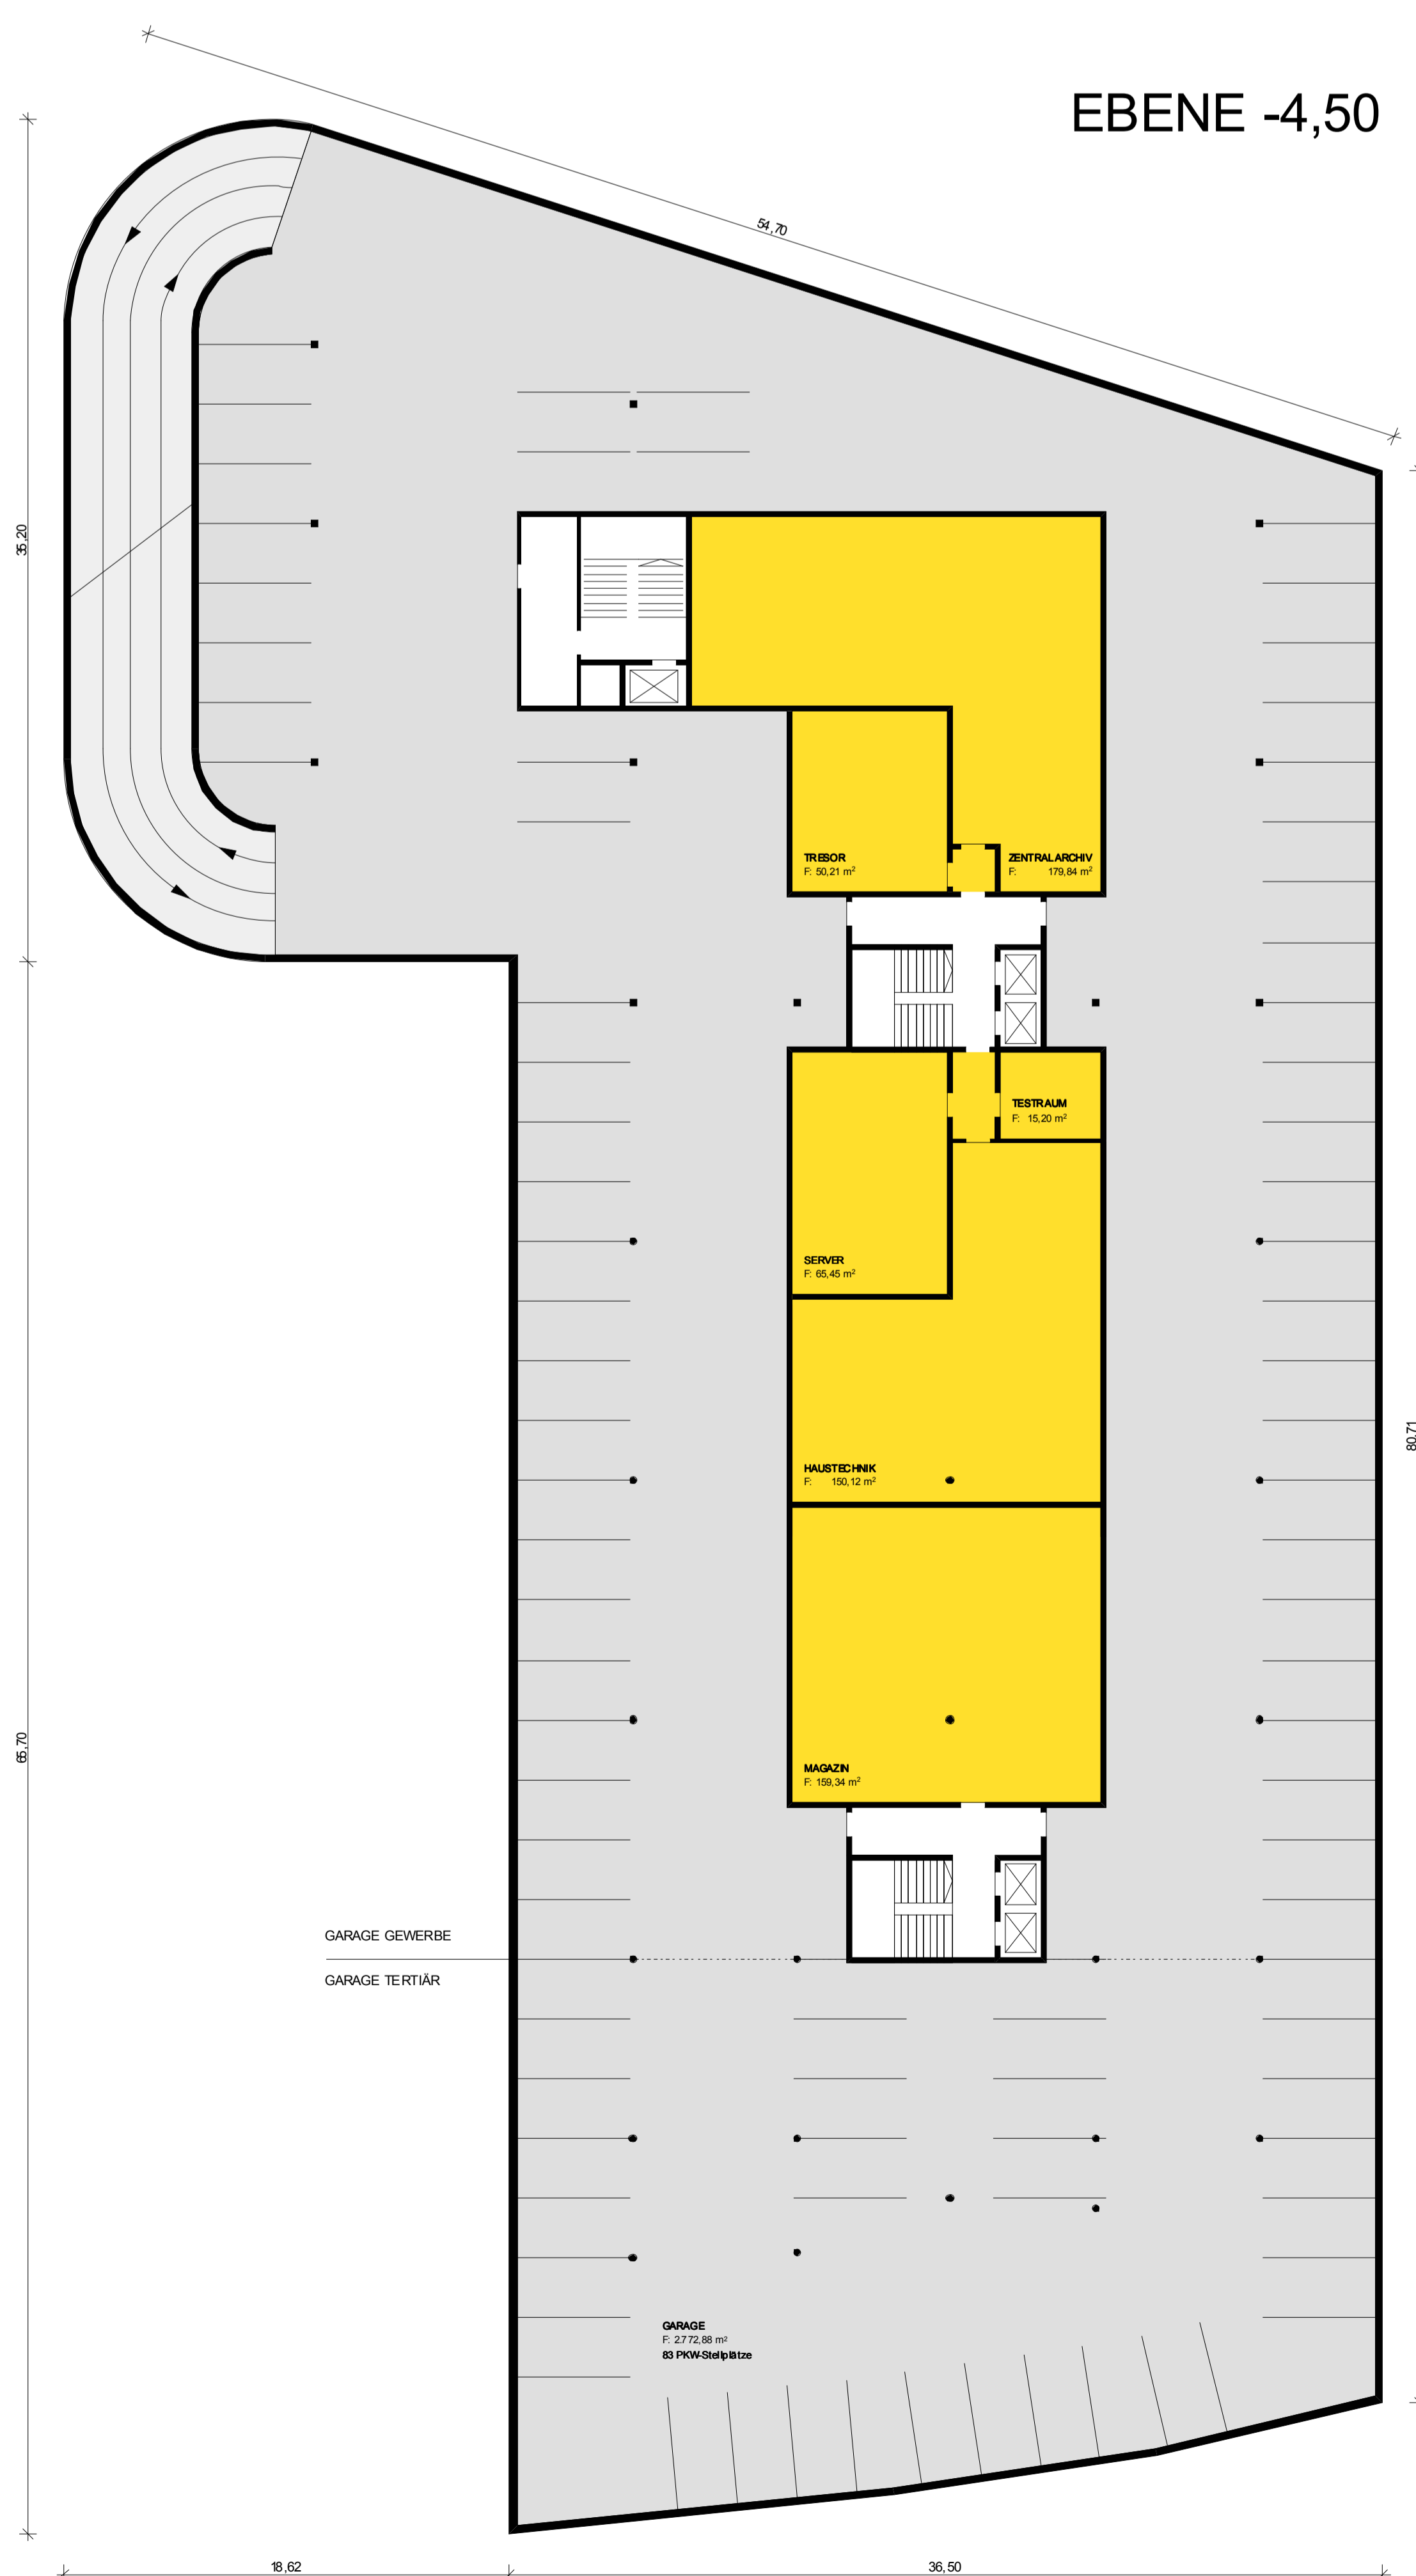 EBENE -4,50
54,70
35,20
TRESOR
F: 50,21 m²
ZENTRALARCHIV
F: 179,84 m²
TESTRAUM
F: 15,20 m²
SERVER
F: 65,45 m²
80,71
HAUSTECHNIK
F: 150,12 m²
65,70
MAGAZIN
F: 159,34 m²
GARAGE GEWERBE
GARAGE TERTIÄR
GARAGE
F: 2.772,88 m²
83 PKW-Stellplätze
18,62
36,50